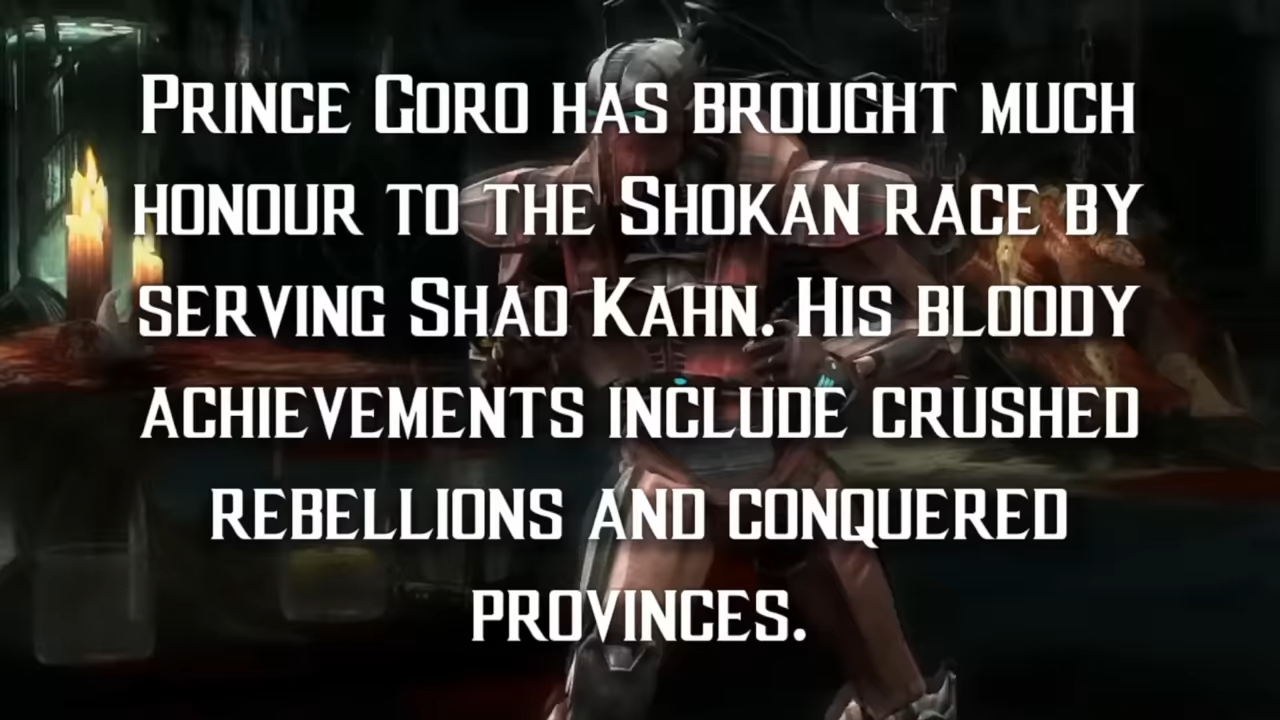 Prince Goro has brought much
honour to the Shokan race by
serving Shao Kahn. His bloody
achievements include crushed
rebellions and conquered
provinces.